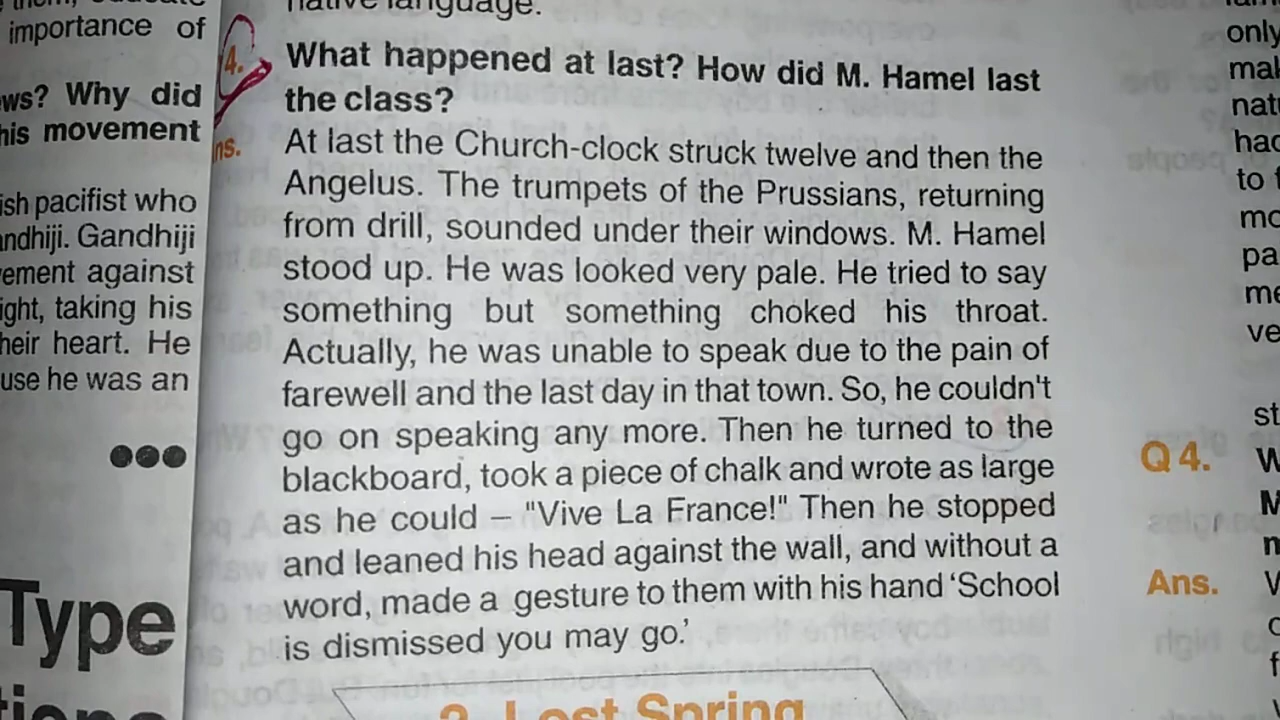 importance of
ws? Why did
his movement
ish pacifist who
andhiji. Gandhiji
vement against
ight, taking his
heir heart. He
use he was an
Type
native language.
4.
What happened at last? How did M. Hamel last
the class?
ns.
At last the Church-clock struck twelve and then the
Angelus. The trumpets of the Prussians, returning
from drill, sounded under their windows. M. Hamel
stood up. He was looked very pale. He tried to say
something but something choked his throat.
Actually, he was unable to speak due to the pain of
farewell and the last day in that town. So, he couldn't
go on speaking any more. Then he turned to the
blackboard, took a piece of chalk and wrote as large
as he could – "Vive La France!" Then he stopped
and leaned his head against the wall, and without a
word, made a gesture to them with his hand 'School
is dismissed you may go.'
2. Lost Spring
only
mak
natu
had
to t
mo
pa
me
ve
st
Q 4.
W
M
m
Ans.